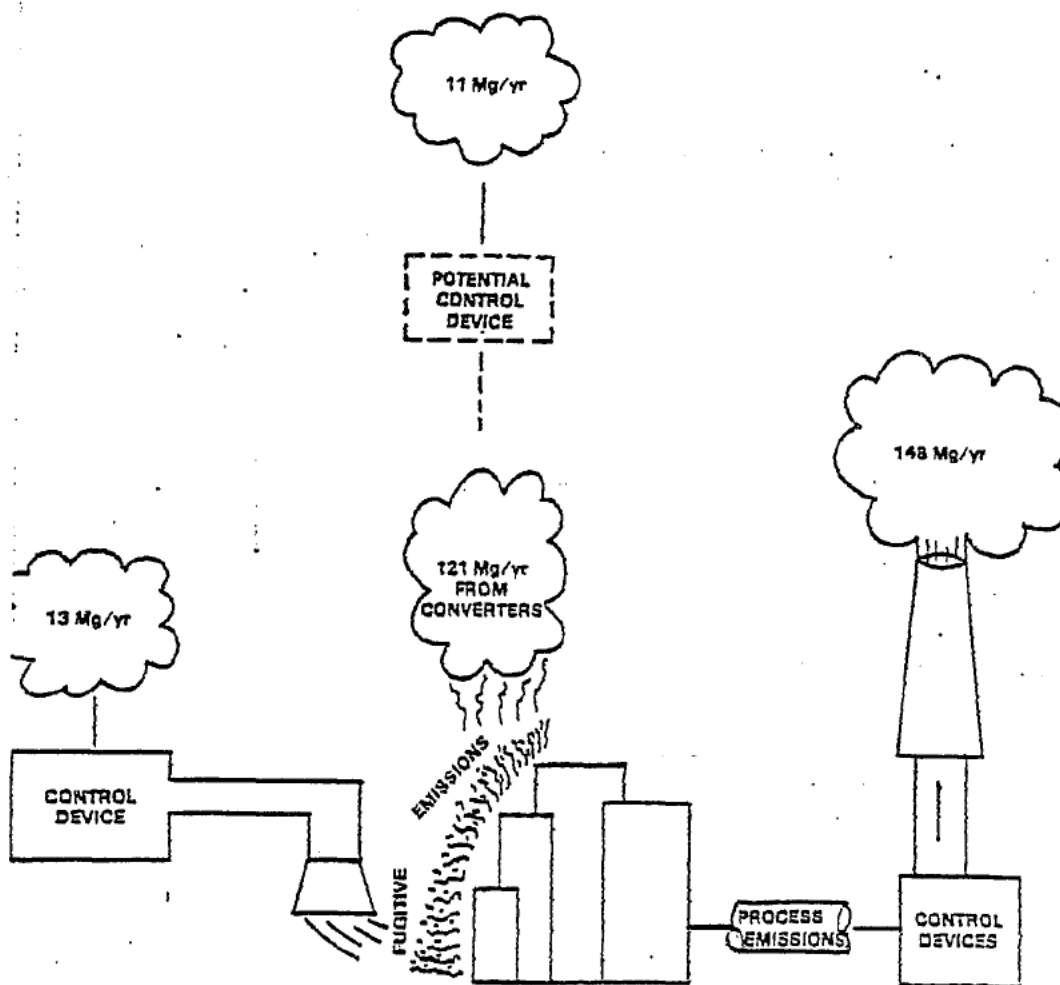 11 Mg/yr
POTENTIAL
CONTROL
DEVICE
148 Mg/yr
121 Mg/yr
FROM
CONVERTERS
13 Mg/yr
EMISSIONS
CONTROL
DEVICE
FUGITIVE
PROCESS
EMISSIONS
CONTROL
DEVICES